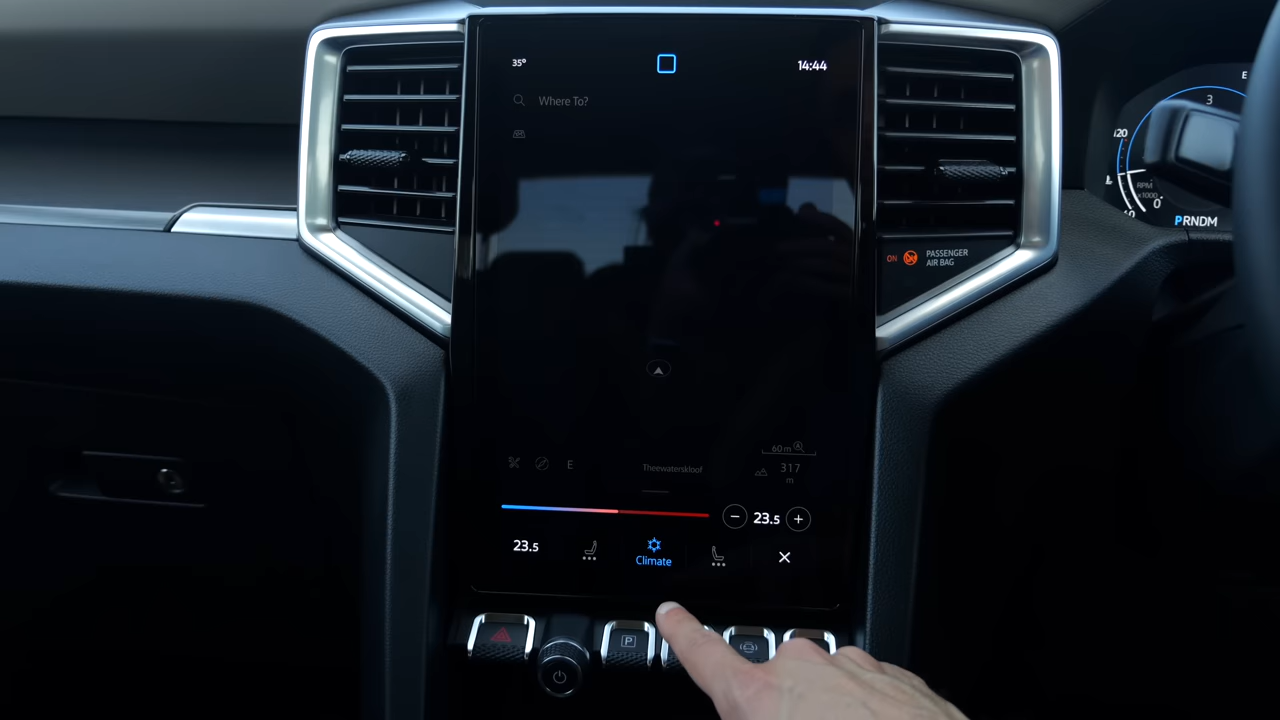 35°
14:44
Where To?
E
3
120
RPM
x1000
0
PRNDM
ON
PASSENGER
AIR BAG
60 m
E
Theewaterskloof
317
m
23.5
23.5
Climate
P